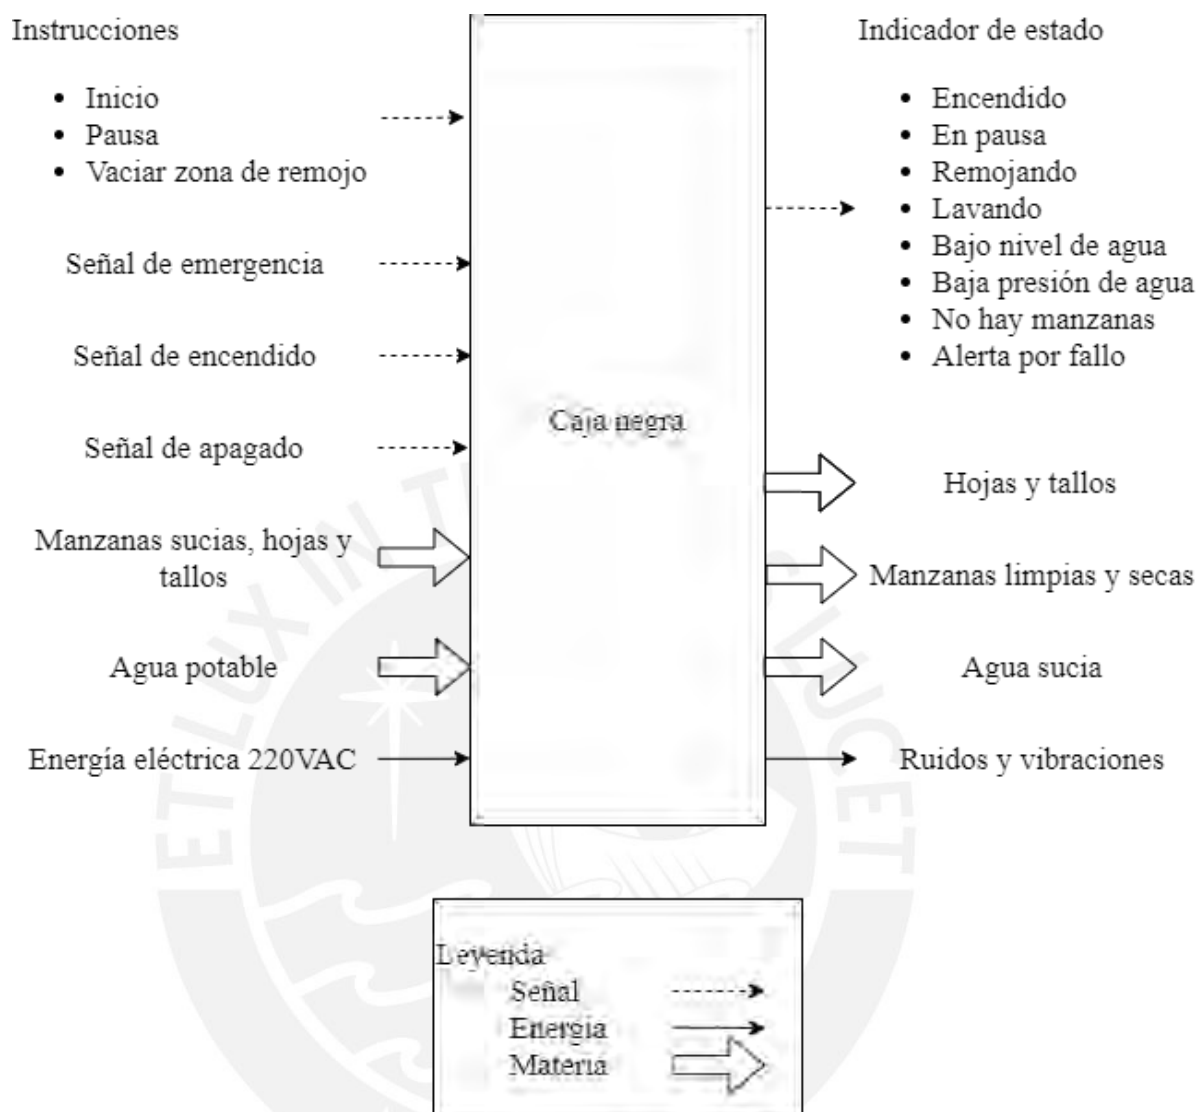 Instrucciones
• Inicio
• Pausa
• Vaciar zona de remojo
Señal de emergencia
Señal de encendido
Señal de apagado
Manzanas sucias, hojas y
tallos
Agua potable
Energía eléctrica 220VAC
Caja negra
Indicador de estado
• Encendido
• En pausa
• Remojando
• Lavando
• Bajo nivel de agua
• Baja presión de agua
• No hay manzanas
• Alerta por fallo
Hojas y tallos
Manzanas limpias y secas
Agua sucia
Ruidos y vibraciones
Leyenda
Señal
Energia
Materia